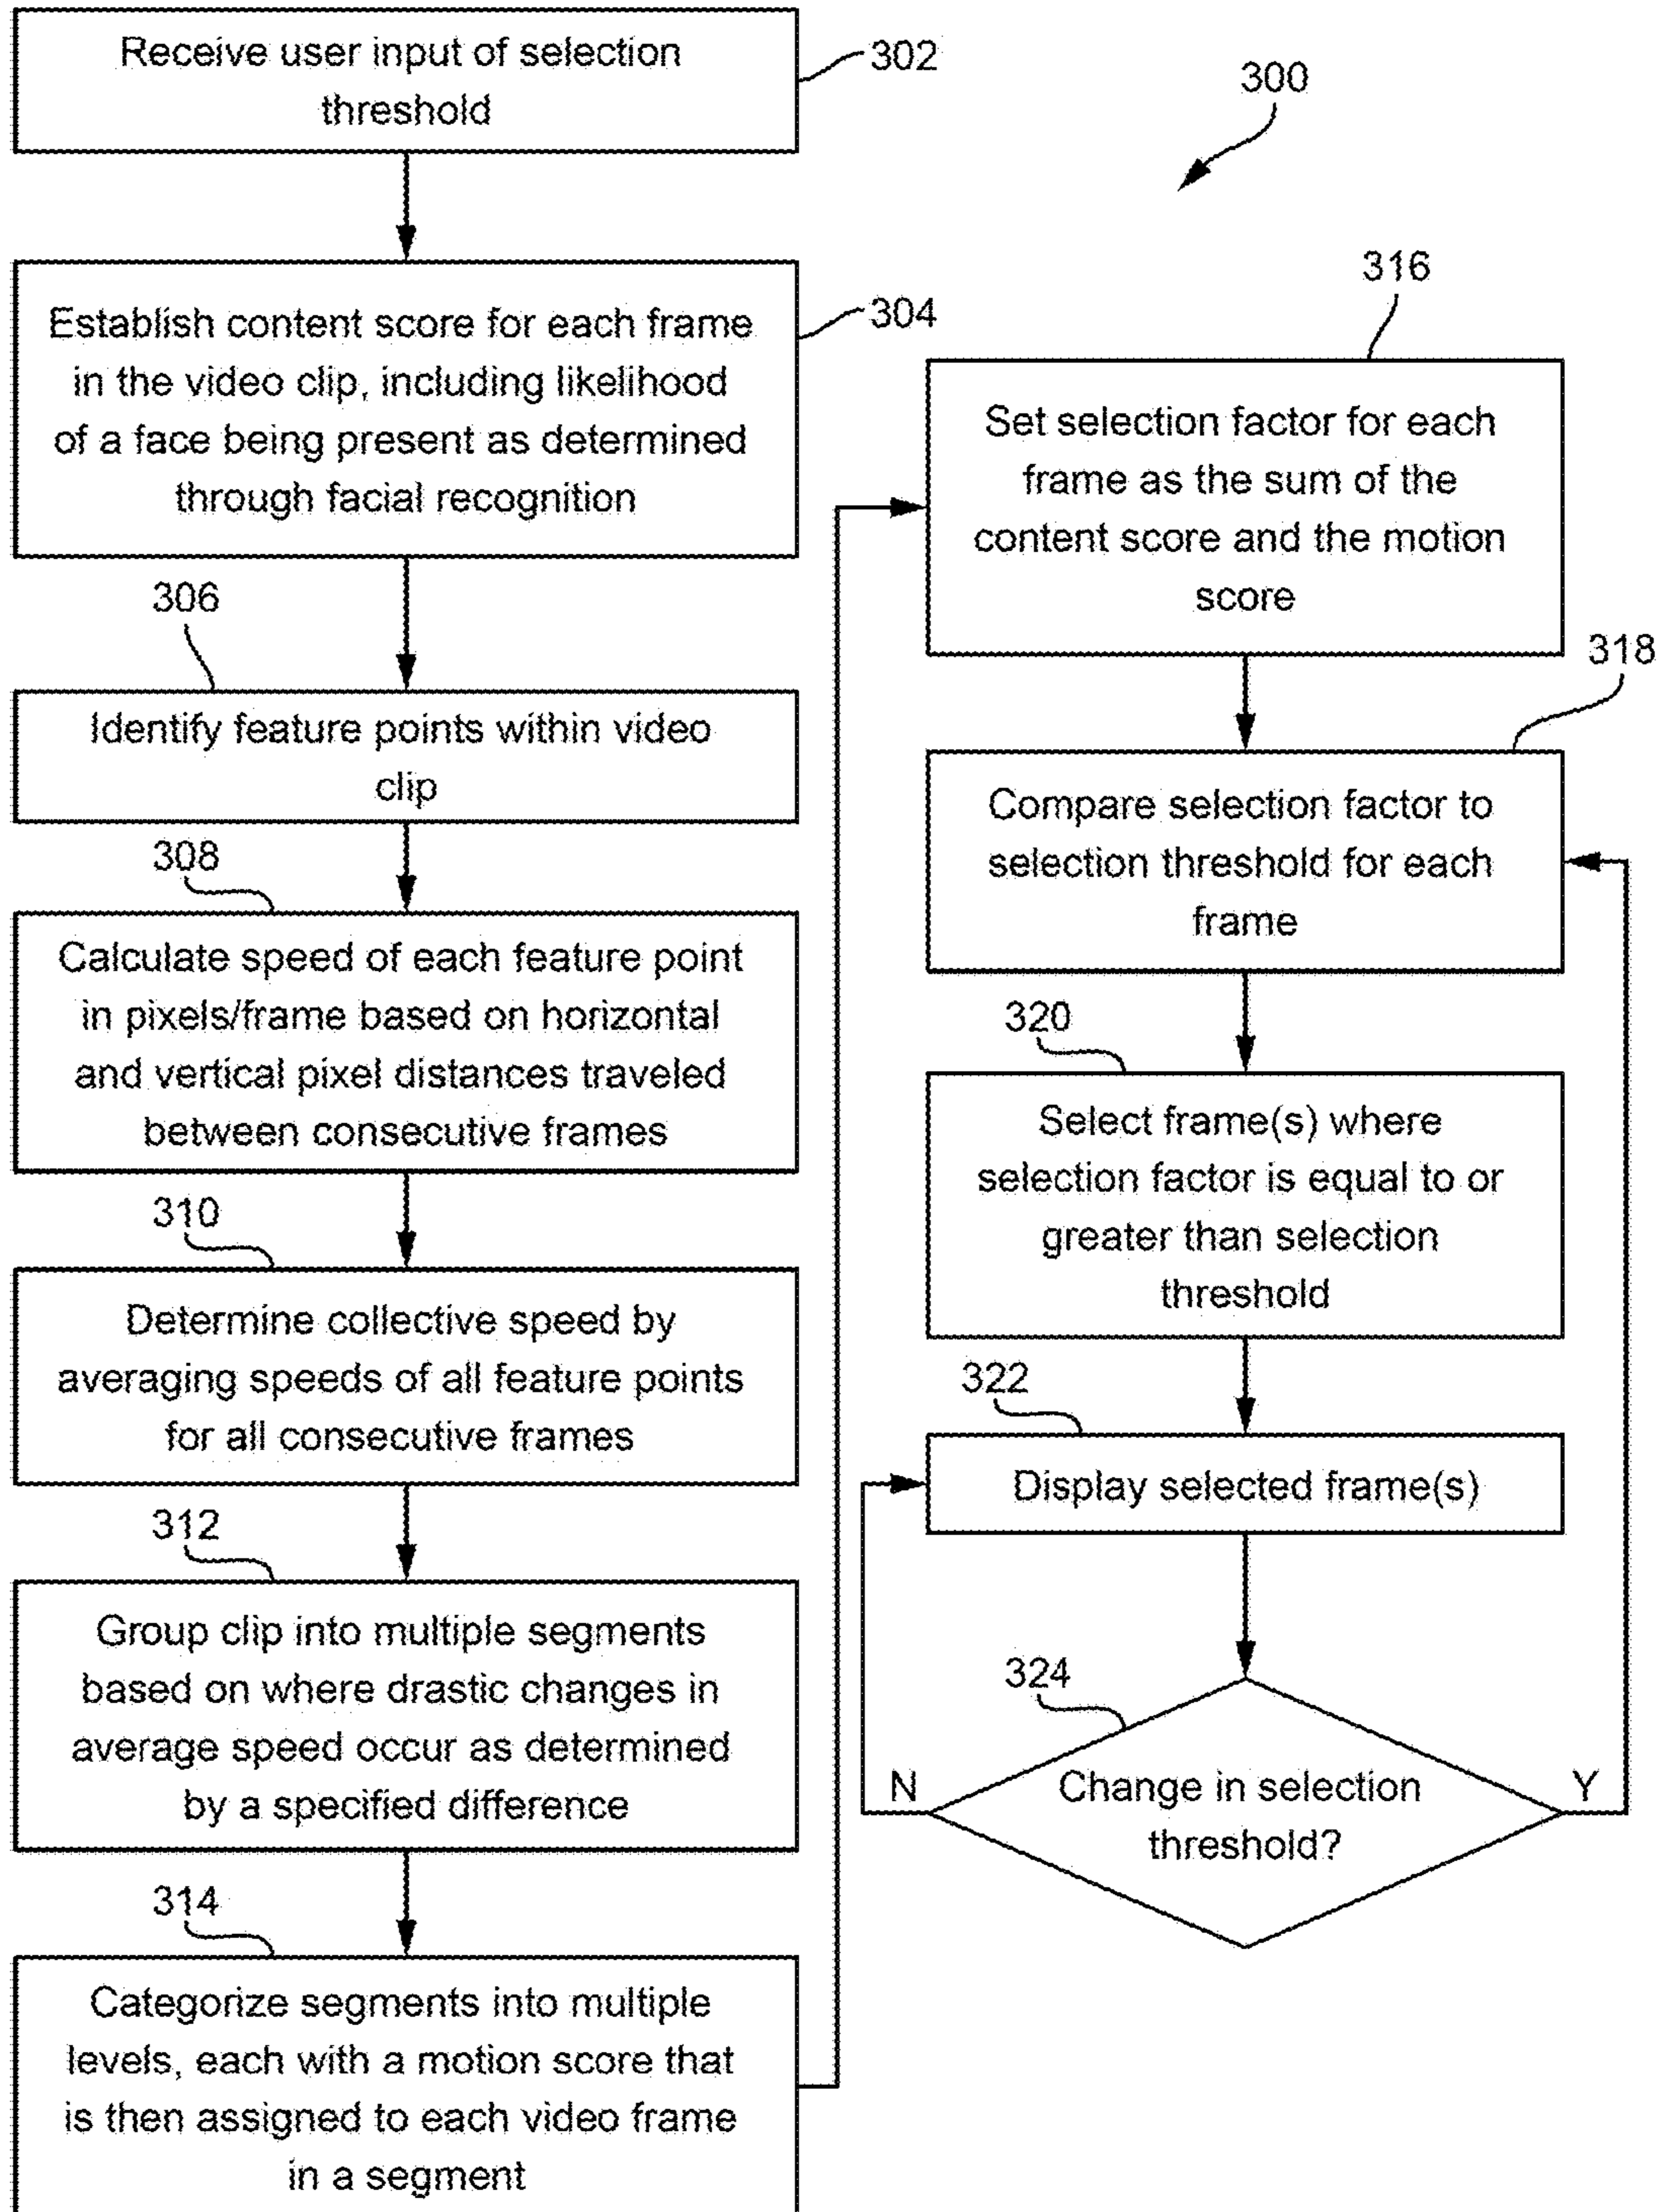 Receive user input of selection
threshold
302
300
Establish content score for each frame
in the video clip, including likelihood
of a face being present as determined
through facial recognition
304
306
Identify feature points within video
clip
308
Calculate speed of each feature point
in pixels/frame based on horizontal
and vertical pixel distances traveled
between consecutive frames
310
Determine collective speed by
averaging speeds of all feature points
for all consecutive frames
312
Group clip into multiple segments
based on where drastic changes in
average speed occur as determined
by a specified difference
314
Categorize segments into multiple
levels, each with a motion score that
is then assigned to each video frame
in a segment
316
Set selection factor for each
frame as the sum of the
content score and the motion
score
318
Compare selection factor to
selection threshold for each
frame
320
Select frame(s) where
selection factor is equal to or
greater than selection
threshold
322
Display selected frame(s)
324
N
Change in selection
threshold?
Y